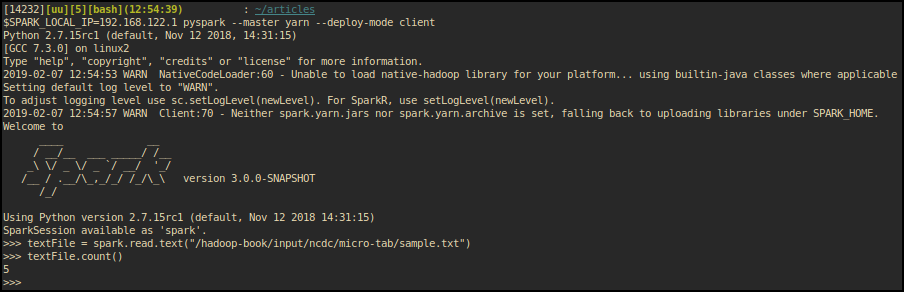 [14232][uu][5][bash](12:54:39)          : ~/articles
$SPARK_LOCAL_IP=192.168.122.1 pyspark --master yarn --deploy-mode client
Python 2.7.15rc1 (default, Nov 12 2018, 14:31:15)
[GCC 7.3.0] on linux2
Type "help", "copyright", "credits" or "license" for more information.
2019-02-07 12:54:53 WARN  NativeCodeLoader:60 - Unable to load native-hadoop library for your platform... using builtin-java classes where applicable
Setting default log level to "WARN".
To adjust logging level use sc.setLogLevel(newLevel). For SparkR, use setLogLevel(newLevel).
2019-02-07 12:54:57 WARN  Client:70 - Neither spark.yarn.jars nor spark.yarn.archive is set, falling back to uploading libraries under SPARK_HOME.
Welcome to
      ____              __
     / __/__  ___ _____/ /__
    _\ \/ _ \/ _ `/ __/  '_/
   /__ / .__/\_,_/_/ /_/\_\   version 3.0.0-SNAPSHOT
      /_/
Using Python version 2.7.15rc1 (default, Nov 12 2018 14:31:15)
SparkSession available as 'spark'.
>>> textFile = spark.read.text("/hadoop-book/input/ncdc/micro-tab/sample.txt")
>>> textFile.count()
5
>>>